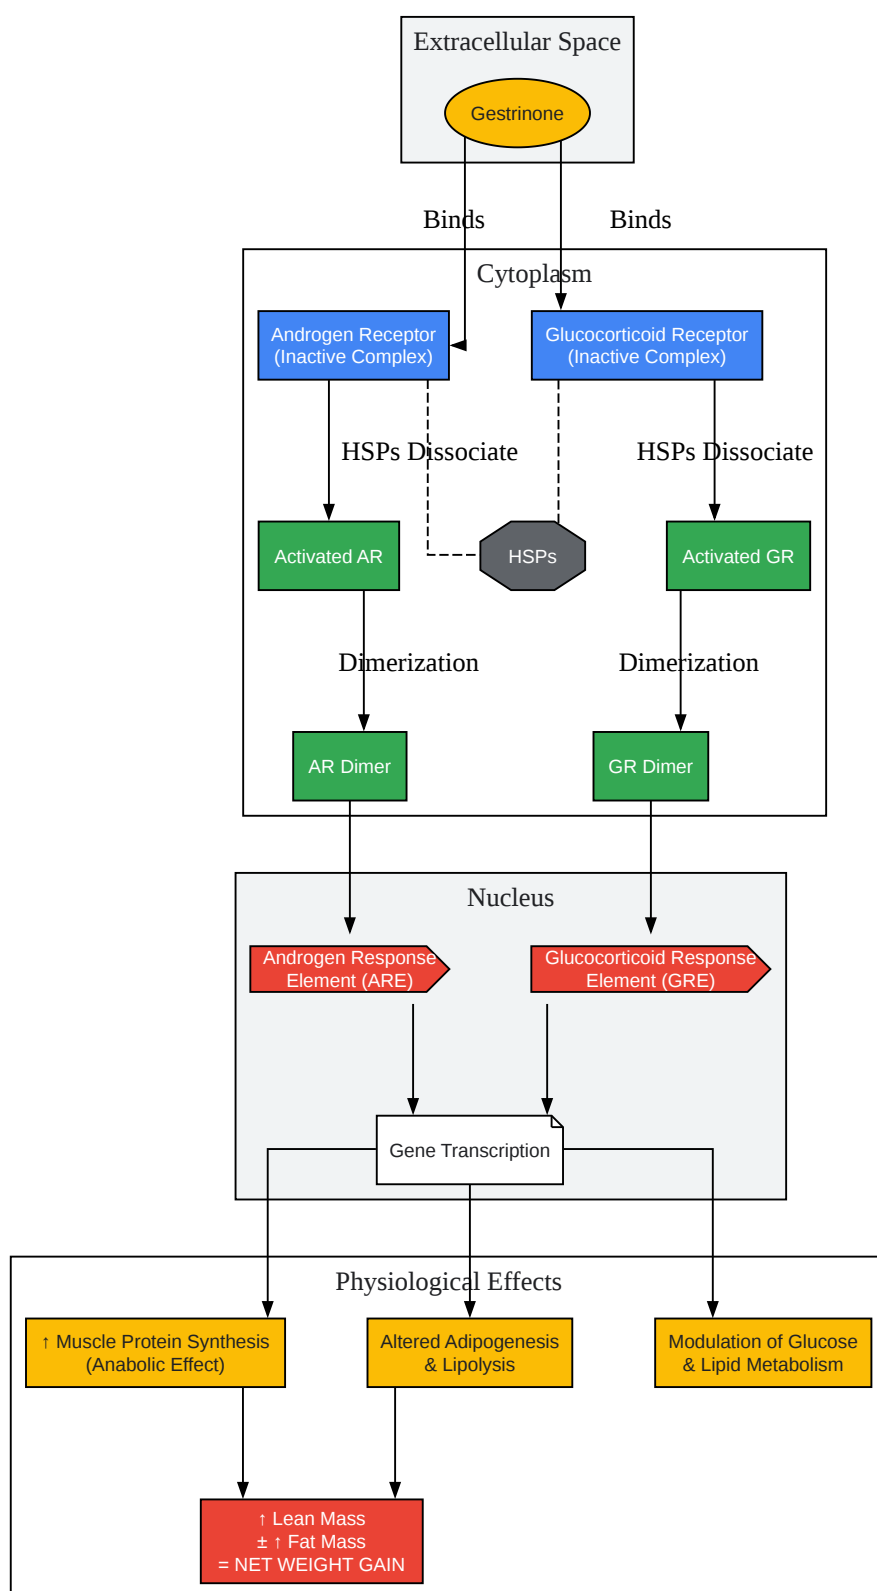 Extracellular Space
Gestrinone
Binds
Binds
Cytoplasm
Androgen Receptor
(Inactive Complex)
Glucocorticoid Receptor
(Inactive Complex)
HSPs Dissociate
HSPs Dissociate
Activated AR
HSPs
Activated GR
Dimerization
Dimerization
AR Dimer
GR Dimer
Nucleus
Androgen Response
Element (ARE)
Glucocorticoid Response
Element (GRE)
Gene Transcription
Physiological Effects
↑ Muscle Protein Synthesis
(Anabolic Effect)
Altered Adipogenesis
& Lipolysis
Modulation of Glucose
& Lipid Metabolism
↑ Lean Mass
± ↑ Fat Mass
= NET WEIGHT GAIN